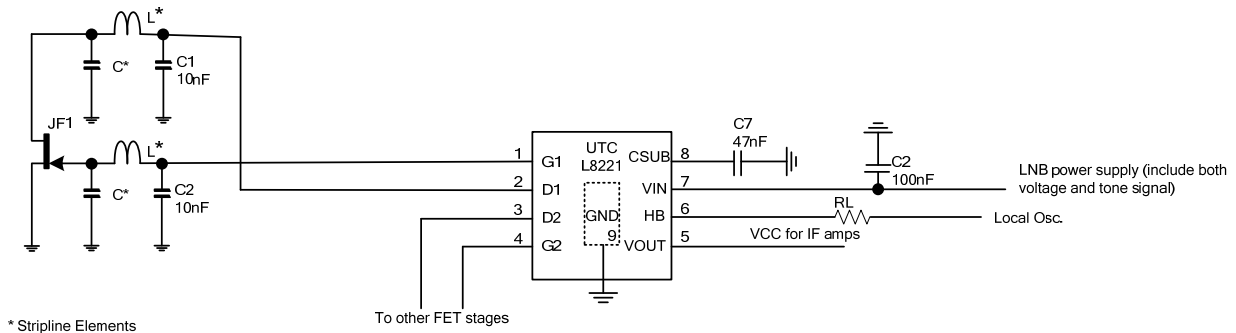 L*
C*
C1
10nF
JF1
L*
C*
C2
10nF
1
2
3
4
G1
D1
D2
G2
UTC
L8221
GND
9
CSUB
VIN
HB
VOUT
8
7
6
5
C7
47nF
C2
100nF
RL
LNB power supply (include both
voltage and tone signal)
Local Osc.
VCC for IF amps
To other FET stages
* Stripline Elements